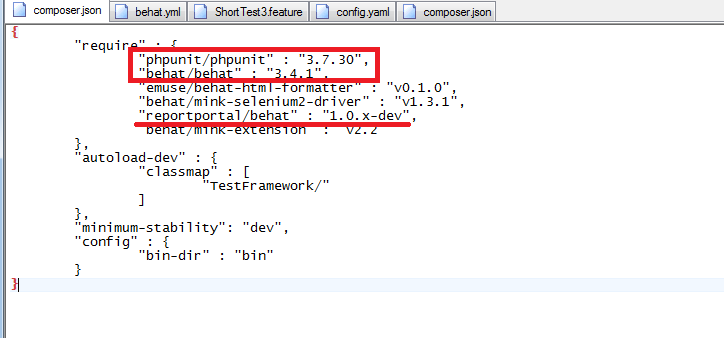 composer.json behat.yml ShortTest3.feature config.yaml composer.json
{
"require" : {
"phpunit/phpunit" : "3.7.30",
"behat/behat" : "3.4.1",
"emuse/behat-html-formatter" : "v0.1.0",
"behat/mink-selenium2-driver" : "v1.3.1",
"reportportal/behat" : "1.0.x-dev",
"behat/mink-extension" : "v2.2"
},
"autoload-dev" : {
"classmap" : [
"TestFramework/"
]
},
"minimum-stability": "dev",
"config" : {
"bin-dir" : "bin"
}
}